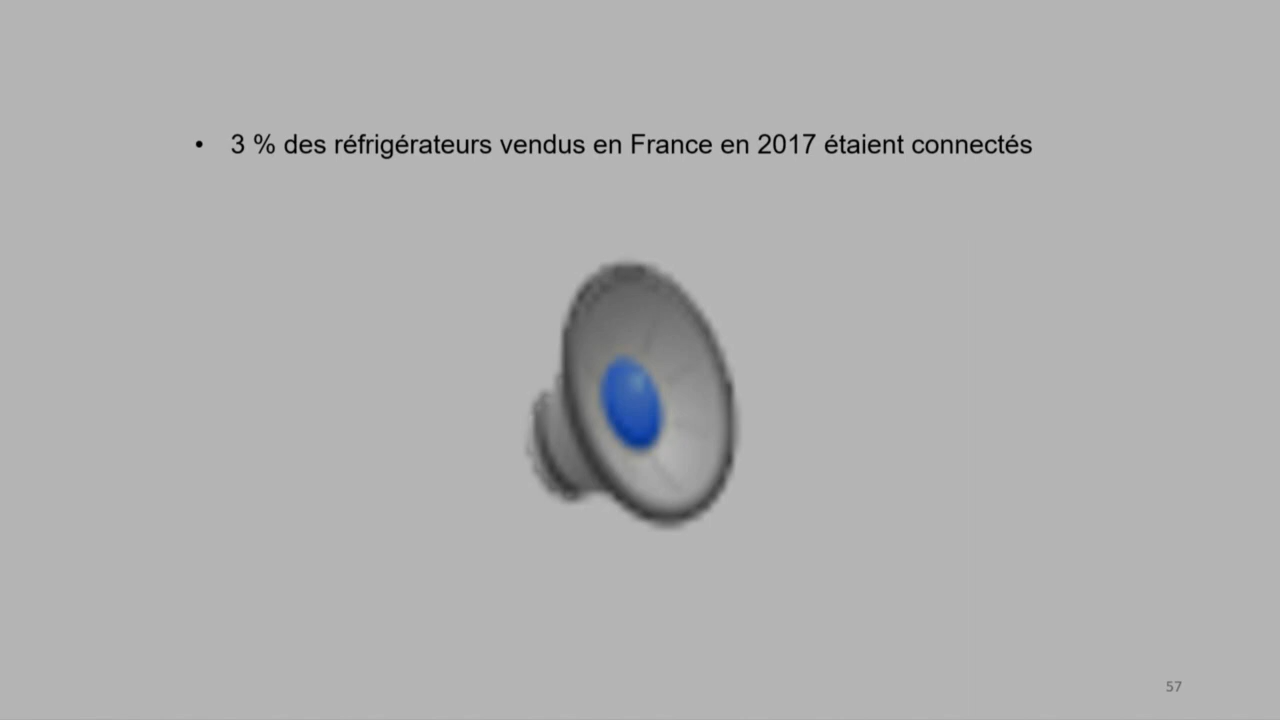 • 3 % des réfrigérateurs vendus en France en 2017 étaient connectés
57